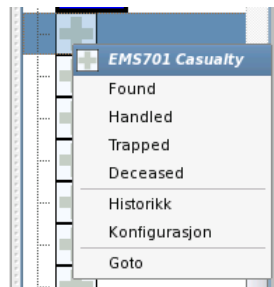 EMS701 Casualty
Found
Handled
Trapped
Deceased
Historikk
Konfigurasjon
Goto